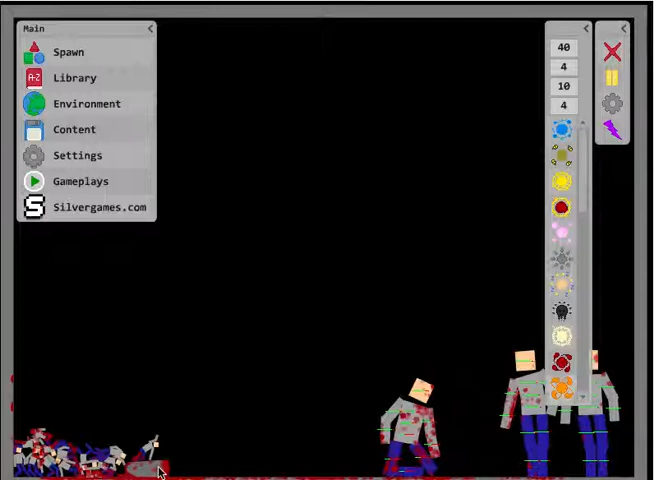 Main
Spawn
A-Z
Library
Environment
Content
Settings
Gameplays
S
Silvergames.com
40
4
10
4